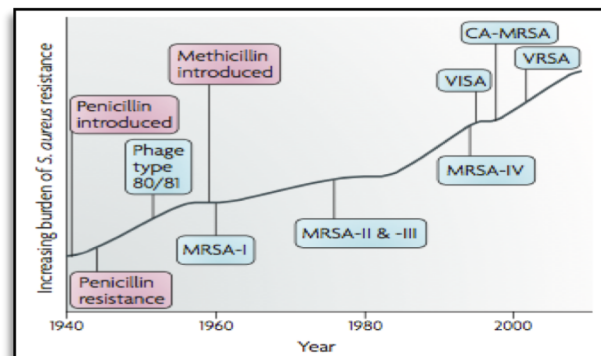 CA-MRSA
Methicillin
introduced
VRSA
VISA
Penicillin
introduced
Phage
type
80/81
MRSA-IV
MRSA-I
MRSA-II & -III
Penicillin
resistance
Increasing burden of S. aureus resistance
1940
1960
1980
2000
Year